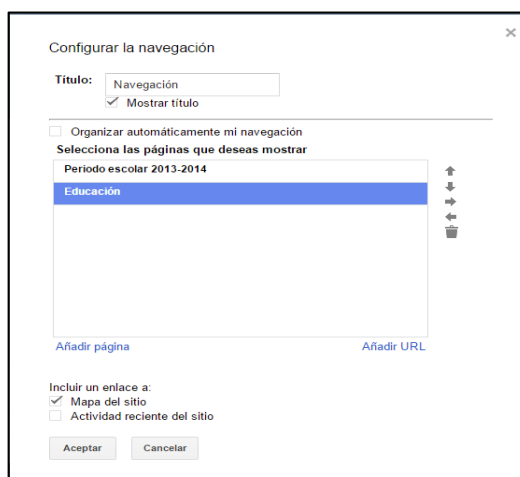 Configurar la navegación
Título: Navegación
Mostrar título
Organizar automáticamente mi navegación
Selecciona las páginas que deseas mostrar
Periodo escolar 2013-2014
Educación
Añadir página Añadir URL
Incluir un enlace a:
Mapa del sitio
Actividad reciente del sitio
Aceptar Cancelar